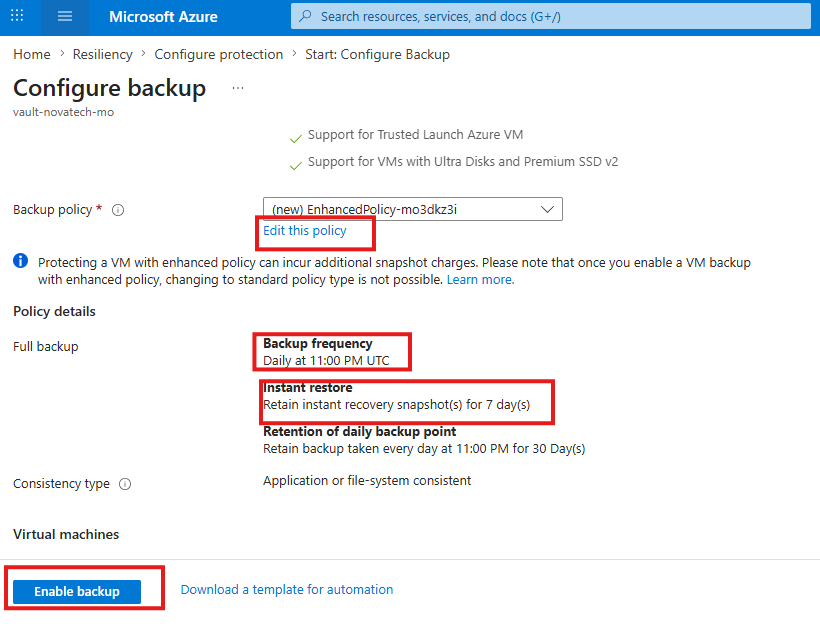 Microsoft Azure
Search resources, services, and docs (G+/)
Home > Resiliency > Configure protection > Start: Configure Backup
Configure backup ...
vault-novatech-mo
Support for Trusted Launch Azure VM
Support for VMs with Ultra Disks and Premium SSD v2
Backup policy *
(new) EnhancedPolicy-mo3dkz3i
Edit this policy
Protecting a VM with enhanced policy can incur additional snapshot charges. Please note that once you enable a VM backup
with enhanced policy, changing to standard policy type is not possible. Learn more.
Policy details
Full backup
Backup frequency
Daily at 11:00 PM UTC
Instant restore
Retain instant recovery snapshot(s) for 7 day(s)
Retention of daily backup point
Retain backup taken every day at 11:00 PM for 30 Day(s)
Consistency type
Application or file-system consistent
Virtual machines
Enable backup
Download a template for automation